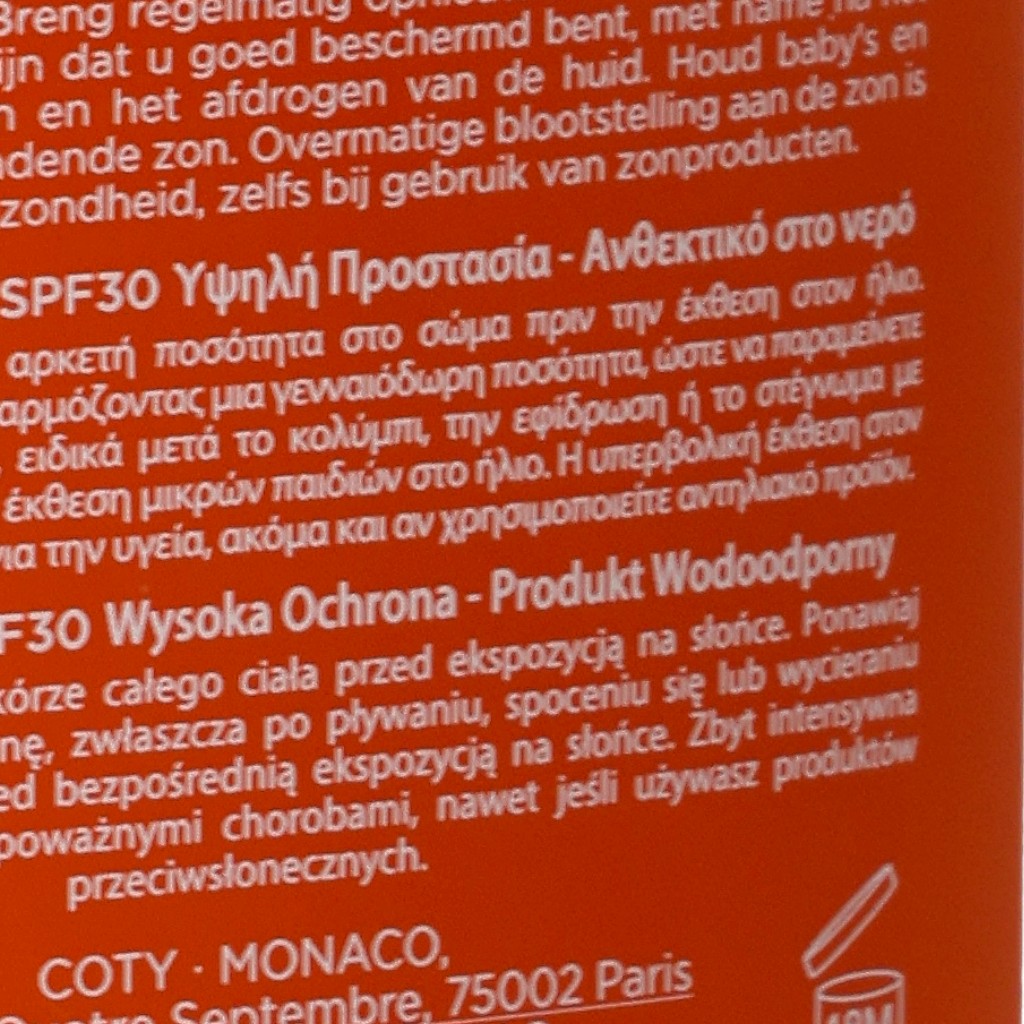 Breng regelmatig
ijn dat u goed beschermd bent, met name na het
n en het afdrogen van de huid. Houd baby's en
dende zon. Overmatige blootstelling aan de zon is
zondheid, zelfs bij gebruik van zonproducten.
SPF30 Υψηλή Προστασία - Ανθεκτικό στο νερό
αρκετή ποσότητα στο σώμα πριν την έκθεση στον ήλιο.
αρμόζοντας μια γενναιόδωρη ποσότητα, ώστε να παραμείνετε
, ειδικά μετά το κολύμπι, την εφίδρωση ή το στέγνωμα με
έκθεση μικρών παιδιών στο ήλιο. Η υπερβολική έκθεση στον
για την υγεία, ακόμα και αν χρησιμοποιείτε αντηλιακό προϊόν.
F30 Wysoka Ochrona - Produkt Wodoodporny
kórze całego ciała przed ekspozycją na słońce. Ponawiaj
nę, zwłaszcza po pływaniu, spoceniu się lub wycieraniu
ed bezpośrednią ekspozycją na słońce. Zbyt intensywna
poważnymi chorobami, nawet jeśli używasz produktów
przeciwsłonecznych.
COTY · MONACO,
Quatre Septembre, 75002 Paris
18M